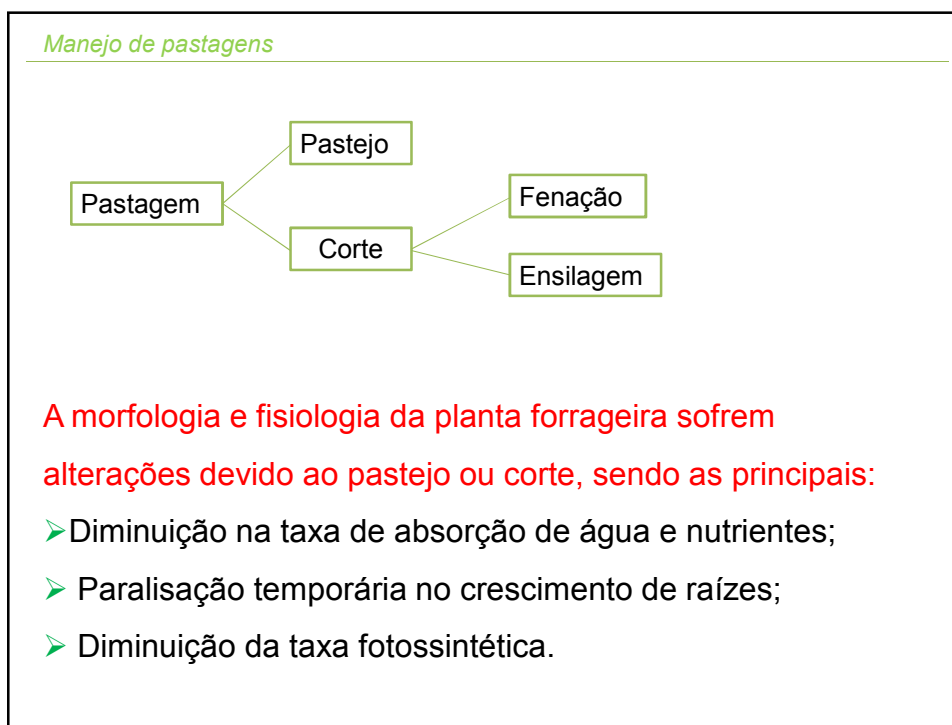 Manejo de pastagens
Pastejo
Pastagem
Fenação
Corte
Ensilagem
A morfologia e fisiologia da planta forrageira sofrem
alterações devido ao pastejo ou corte, sendo as principais:
➢Diminuição na taxa de absorção de água e nutrientes;
➢ Paralisação temporária no crescimento de raízes;
➢ Diminuição da taxa fotossintética.